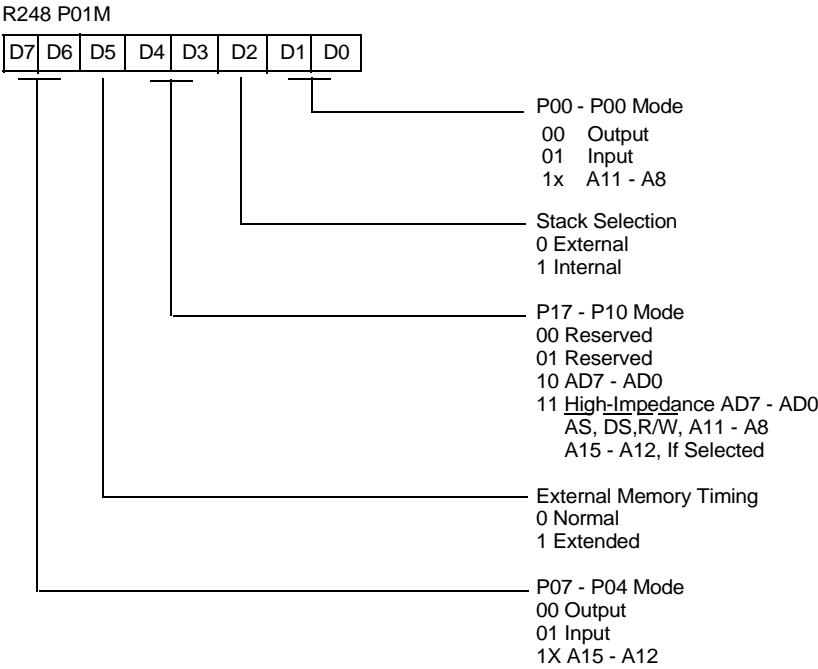 R248 P01M
D7 D6 D5 D4 D3 D2 D1 D0
P00 - P00 Mode
00 Output
01 Input
1x A11 - A8
Stack Selection
0 External
1 Internal
P17 - P10 Mode
00 Reserved
01 Reserved
10 AD7 - AD0
11 High-Impedance AD7 - AD0
AS, DS,R/W, A11 - A8
A15 - A12, If Selected
External Memory Timing
0 Normal
1 Extended
P07 - P04 Mode
00 Output
01 Input
1X A15 - A12